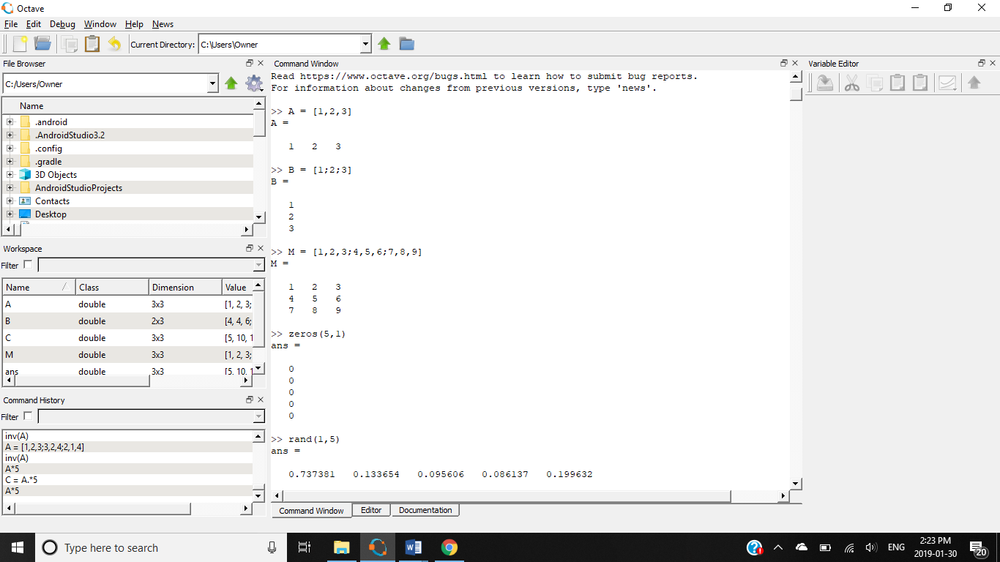 Octave
File Edit Debug Window Help News
Current Directory: C:\Users\Owner
File Browser
C:/Users/Owner
Name
.android
.AndroidStudio3.2
.config
.gradle
3D Objects
AndroidStudioProjects
Contacts
Desktop
Workspace
Filter
Name Class Dimension Value
A double 3x3 [1, 2, 3;
B double 2x3 [4, 4, 6;
C double 3x3 [5, 10, 1
M double 3x3 [1, 2, 3;
ans double 3x3 [5, 10, 1
Command History
Filter
inv(A)
A = [1,2,3;3,2,4;2,1,4]
inv(A)
A*5
C = A.*5
A*5
Command Window
Read https://www.octave.org/bugs.html to learn how to submit bug reports.
For information about changes from previous versions, type 'news'.
>> A = [1,2,3]
A =
1 2 3
>> B = [1;2;3]
B =
1
2
3
>> M = [1,2,3;4,5,6;7,8,9]
M =
1 2 3
4 5 6
7 8 9
>> zeros(5,1)
ans =
0
0
0
0
0
>> rand(1,5)
ans =
0.737381 0.133654 0.095606 0.086137 0.199632
Command Window Editor Documentation
Variable Editor
Type here to search
ENG
2:23 PM
2019-01-30
20